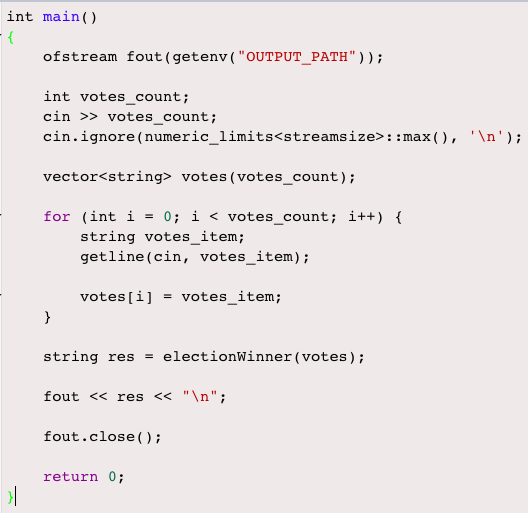 int main()
{
    ofstream fout(getenv("OUTPUT_PATH"));

    int votes_count;
    cin >> votes_count;
    cin.ignore(numeric_limits<streamsize>::max(), '\n');

    vector<string> votes(votes_count);

    for (int i = 0; i < votes_count; i++) {
        string votes_item;
        getline(cin, votes_item);

        votes[i] = votes_item;
    }

    string res = electionWinner(votes);

    fout << res << "\n";

    fout.close();

    return 0;
}